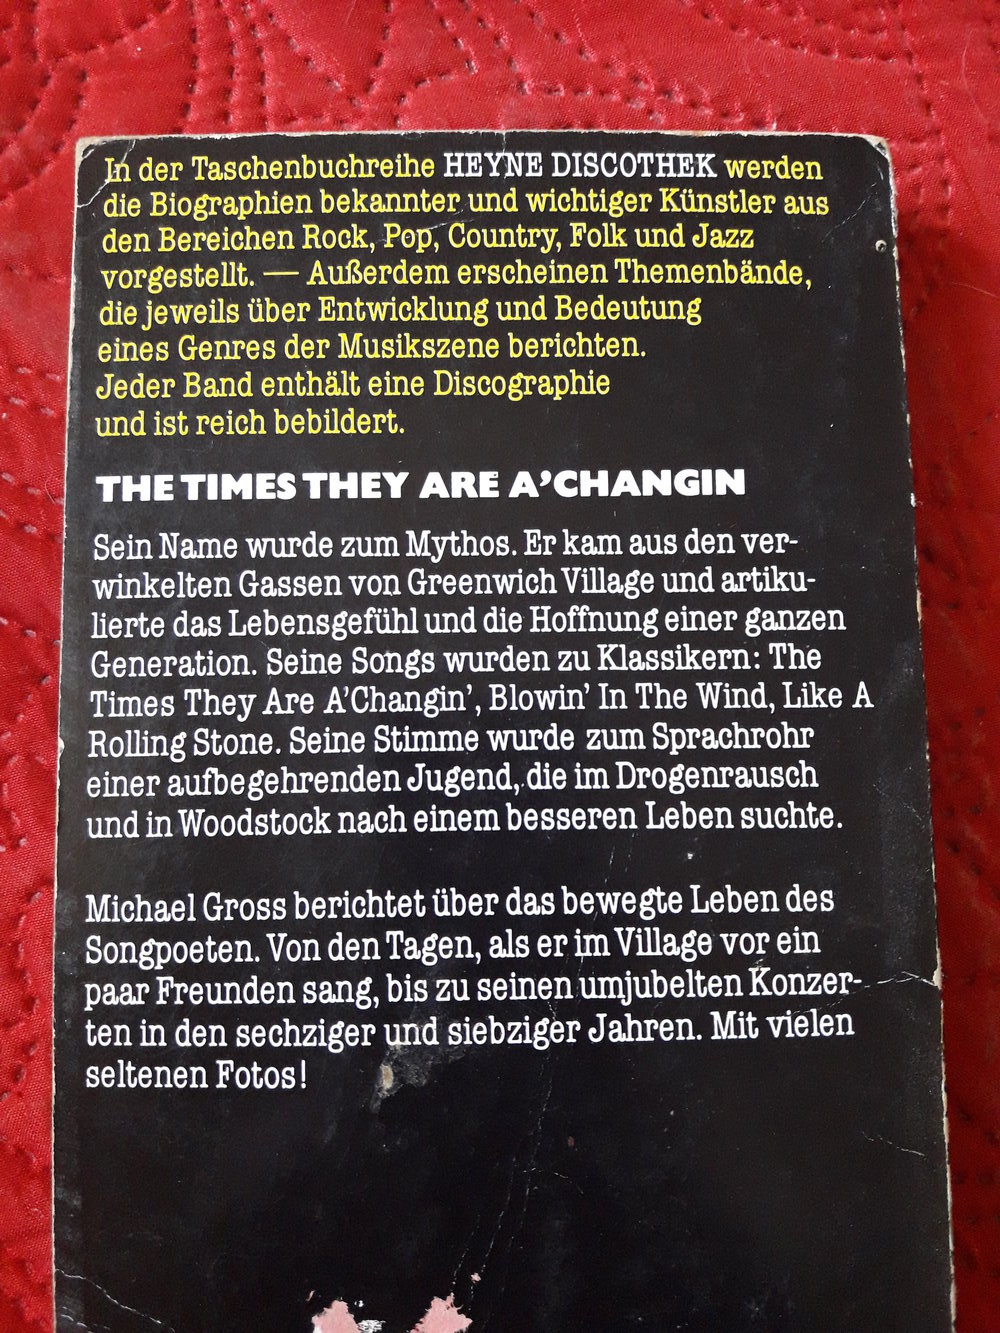 In der Taschenbuchreihe HEYNE DISCOTHEK werden
die Biographien bekannter und wichtiger Künstler aus
den Bereichen Rock, Pop, Country, Folk und Jazz
vorgestellt. — Außerdem erscheinen Themenbände,
die jeweils über Entwicklung und Bedeutung
eines Genres der Musikszene berichten.
Jeder Band enthält eine Discographie
und ist reich bebildert.
THE TIMES THEY ARE A'CHANGIN
Sein Name wurde zum Mythos. Er kam aus den ver-
winkelten Gassen von Greenwich Village und artiku-
lierte das Lebensgefühl und die Hoffnung einer ganzen
Generation. Seine Songs wurden zu Klassikern: The
Times They Are A'Changin', Blowin' In The Wind, Like A
Rolling Stone. Seine Stimme wurde zum Sprachrohr
einer aufbegehrenden Jugend, die im Drogenrausch
und in Woodstock nach einem besseren Leben suchte.
Michael Gross berichtet über das bewegte Leben des
Songpoeten. Von den Tagen, als er im Village vor ein
paar Freunden sang, bis zu seinen umjubelten Konzer-
ten in den sechziger und siebziger Jahren. Mit vielen
seltenen Fotos!